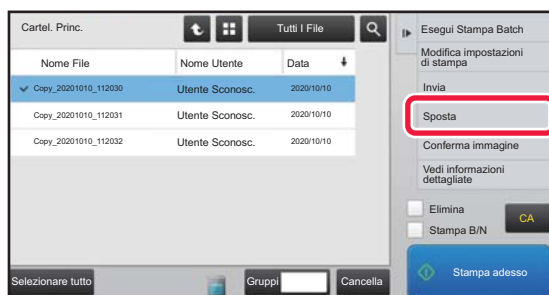 Cartel. Princ.
Tutti I File
Nome File
Nome Utente
Data
Copy_20201010_112030
Utente Sconosc.
2020/10/10
Copy_20201010_112031
Utente Sconosc.
2020/10/10
Copy_20201010_112032
Utente Sconosc.
2020/10/10
Selezionare tutto
Gruppi
Cancella
Esegui Stampa Batch
Modifica impostazioni
di stampa
Invia
Sposta
Conferma immagine
Vedi informazioni
dettagliate
Elimina
Stampa B/N
CA
Stampa adesso